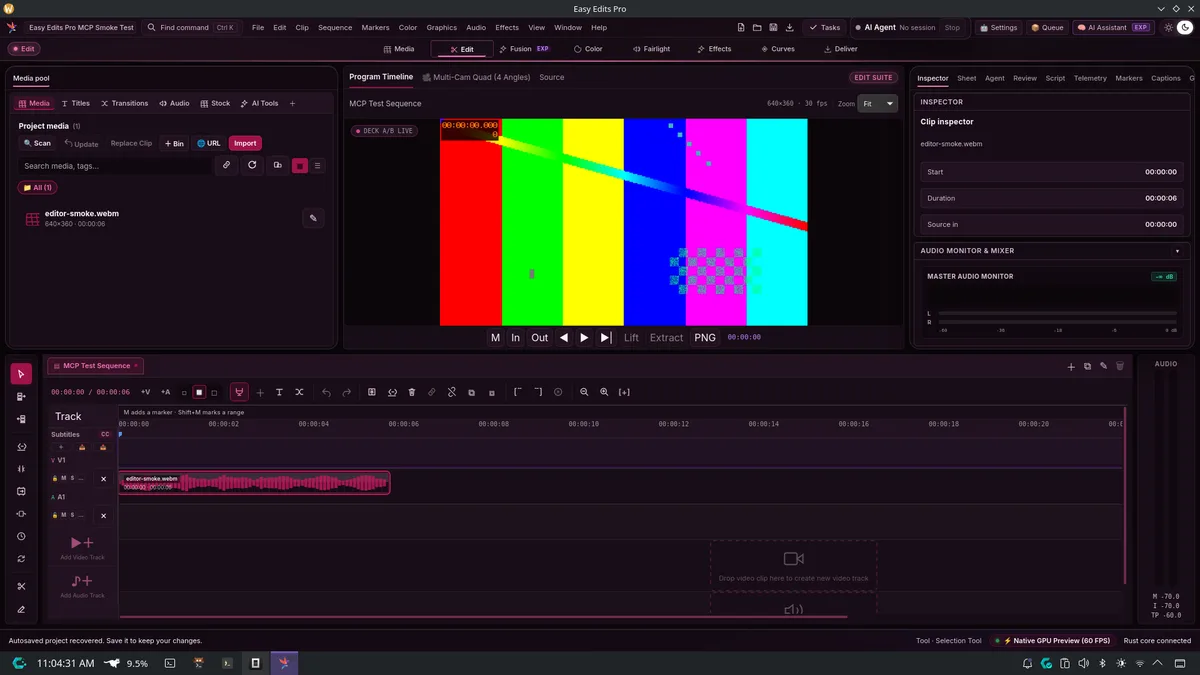 Easy Edits Pro
Easy Edits Pro MCP Smoke Test
Find command Ctrl K
File Edit Clip Sequence Markers Color Graphics Audio Effects View Window Help
Tasks
AI Agent No session Stop
Settings
Queue
AI Assistant EXP
Edit
Media Edit Fusion EXP Color Fairlight Effects Curves Deliver
Media pool
Media Titles Transitions Audio Stock AI Tools +
Project media (1)
Scan Update Replace Clip + Bin URL Import
Search media, tags...
All (1)
editor-smoke.webm
640×360 · 00:00:06
Program Timeline Multi-Cam Quad (4 Angles) Source EDIT SUITE
MCP Test Sequence 640×360 · 30 fps Zoom Fit
DECK A/B LIVE
00:00:00.000
0
M In Out Lift Extract PNG 00:00:00
Inspector Sheet Agent Review Script Telemetry Markers Captions
INSPECTOR
Clip inspector
editor-smoke.webm
Start 00:00:00
Duration 00:00:06
Source in 00:00:00
AUDIO MONITOR & MIXER
MASTER AUDIO MONITOR -∞ dB
L
R
0 dB
MCP Test Sequence
00:00:00 / 00:00:06 +V +A
Track
M adds a marker · Shift+M marks a range
00:00:00 00:00:02 00:00:04 00:00:06 00:00:08 00:00:10 00:00:12 00:00:14 00:00:16 00:00:18 00:00:20
Subtitles CC
V V1
M S ...
editor-smoke.webm
A A1
M S ...
Add Video Track
Add Audio Track
Drop video clip here to create new video track
AUDIO
M -70.0
I -70.0
TP -60.0
Autosaved project recovered. Save it to keep your changes.
Tool · Selection Tool
Native GPU Preview (60 FPS)
Rust core connected
11:04:31 AM
9.5%